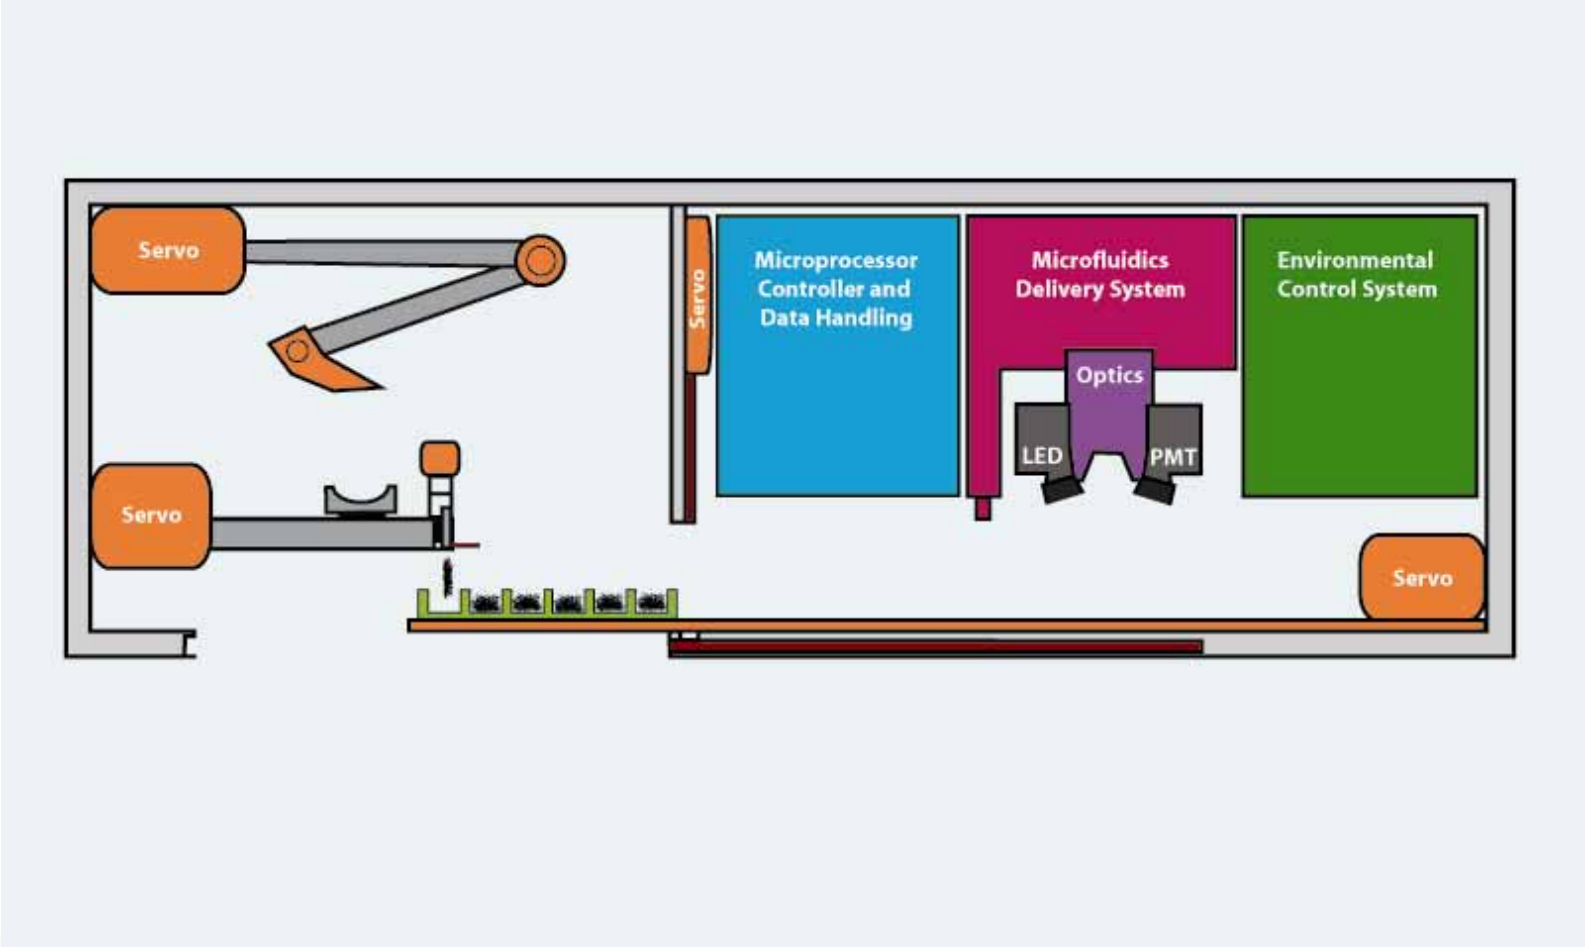 Servo
Servo
Servo
Microprocessor
Controller and
Data Handling
Microfluidics
Delivery System
Optics
LED
PMT
Environmental
Control System
Servo